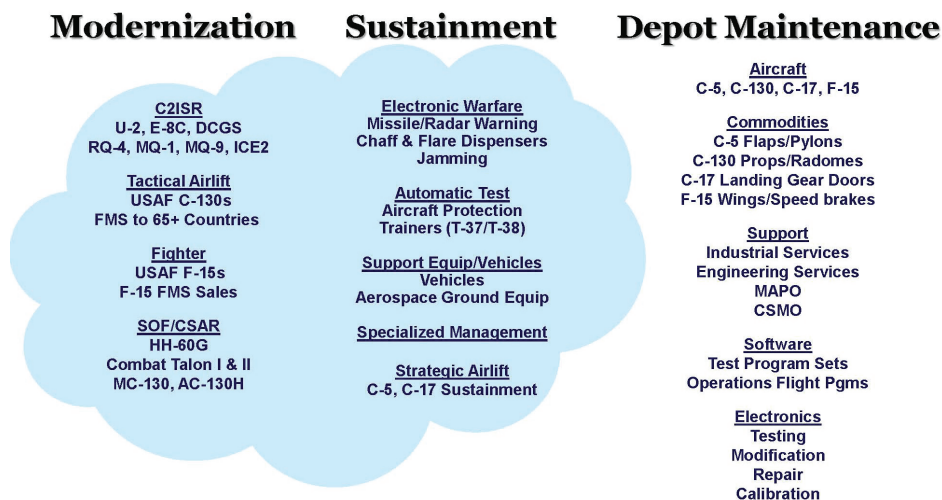 Modernization
C2ISR
U-2, E-8C, DCGS
RQ-4, MQ-1, MQ-9, ICE2
Tactical Airlift
USAF C-130s
FMS to 65+ Countries
Fighter
USAF F-15s
F-15 FMS Sales
SOF/CSAR
HH-60G
Combat Talon I & II
MC-130, AC-130H
Sustainment
Electronic Warfare
Missile/Radar Warning
Chaff & Flare Dispensers
Jamming
Automatic Test
Aircraft Protection
Trainers (T-37/T-38)
Support Equip/Vehicles
Vehicles
Aerospace Ground Equip
Specialized Management
Strategic Airlift
C-5, C-17 Sustainment
Depot Maintenance
Aircraft
C-5, C-130, C-17, F-15
Commodities
C-5 Flaps/Pylons
C-130 Props/Radomes
C-17 Landing Gear Doors
F-15 Wings/Speed brakes
Support
Industrial Services
Engineering Services
MAPO
CSMO
Software
Test Program Sets
Operations Flight Pgms
Electronics
Testing
Modification
Repair
Calibration